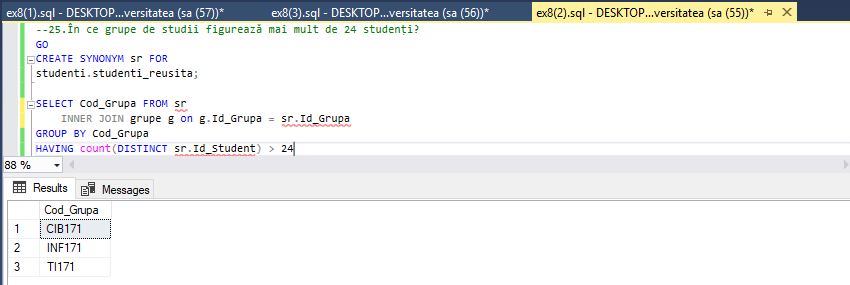 ex8(1).sql - DESKTOP...versitatea (sa (57))* ex8(3).sql - DESKTOP...versitatea (sa (56))* ex8(2).sql - DESKTOP...versitatea (sa (55))*
--25.În ce grupe de studii figurează mai mult de 24 studenți?
GO
CREATE SYNONYM sr FOR
studenti.studenti_reusita;
SELECT Cod_Grupa FROM sr
INNER JOIN grupe g on g.Id_Grupa = sr.Id_Grupa
GROUP BY Cod_Grupa
HAVING count(DISTINCT sr.Id_Student) > 24
88 %
Results Messages
Cod_Grupa
1 CIB171
2 INF171
3 TI171